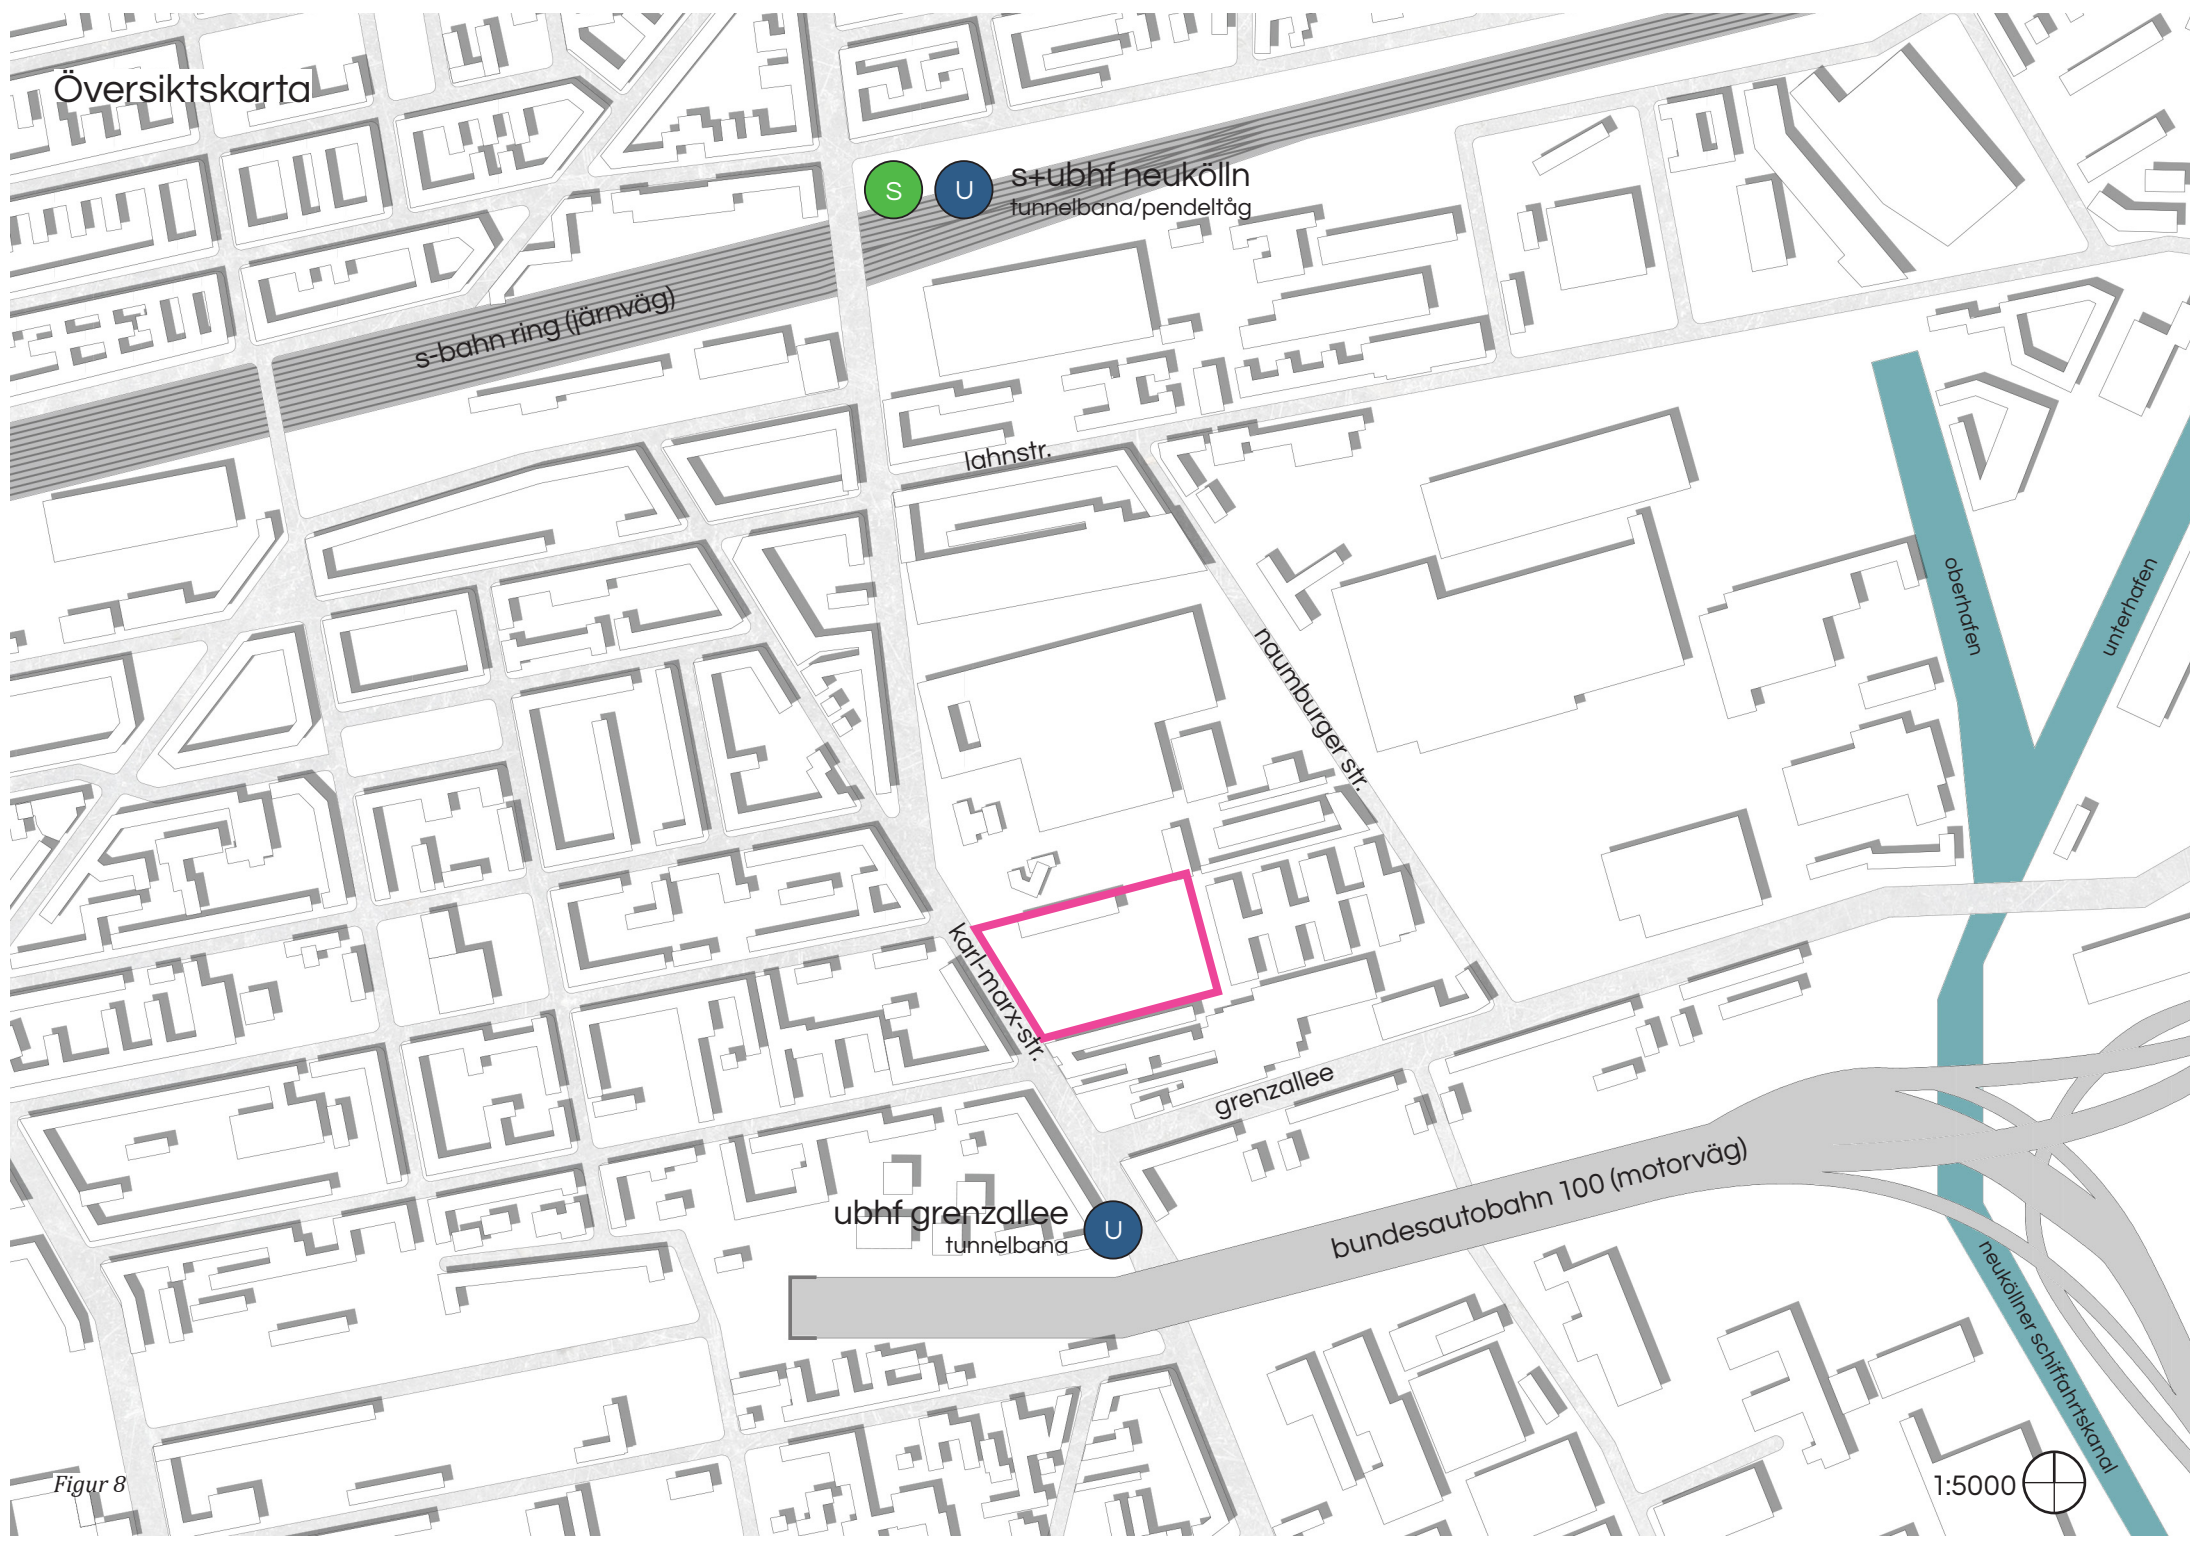 Översiktskarta
S
U
s+ubhf neukölln
tunnelbana/pendeltåg
s-bahn ring (järnväg)
lahnstr.
naumburger str.
oberhafen
unterhafen
karl-marx-str.
grenzallee
bundesautobahn 100 (motorväg)
ubhf grenzallee
tunnelbana
U
neuköllner schiffahrtskanal
Figur 8
1:5000